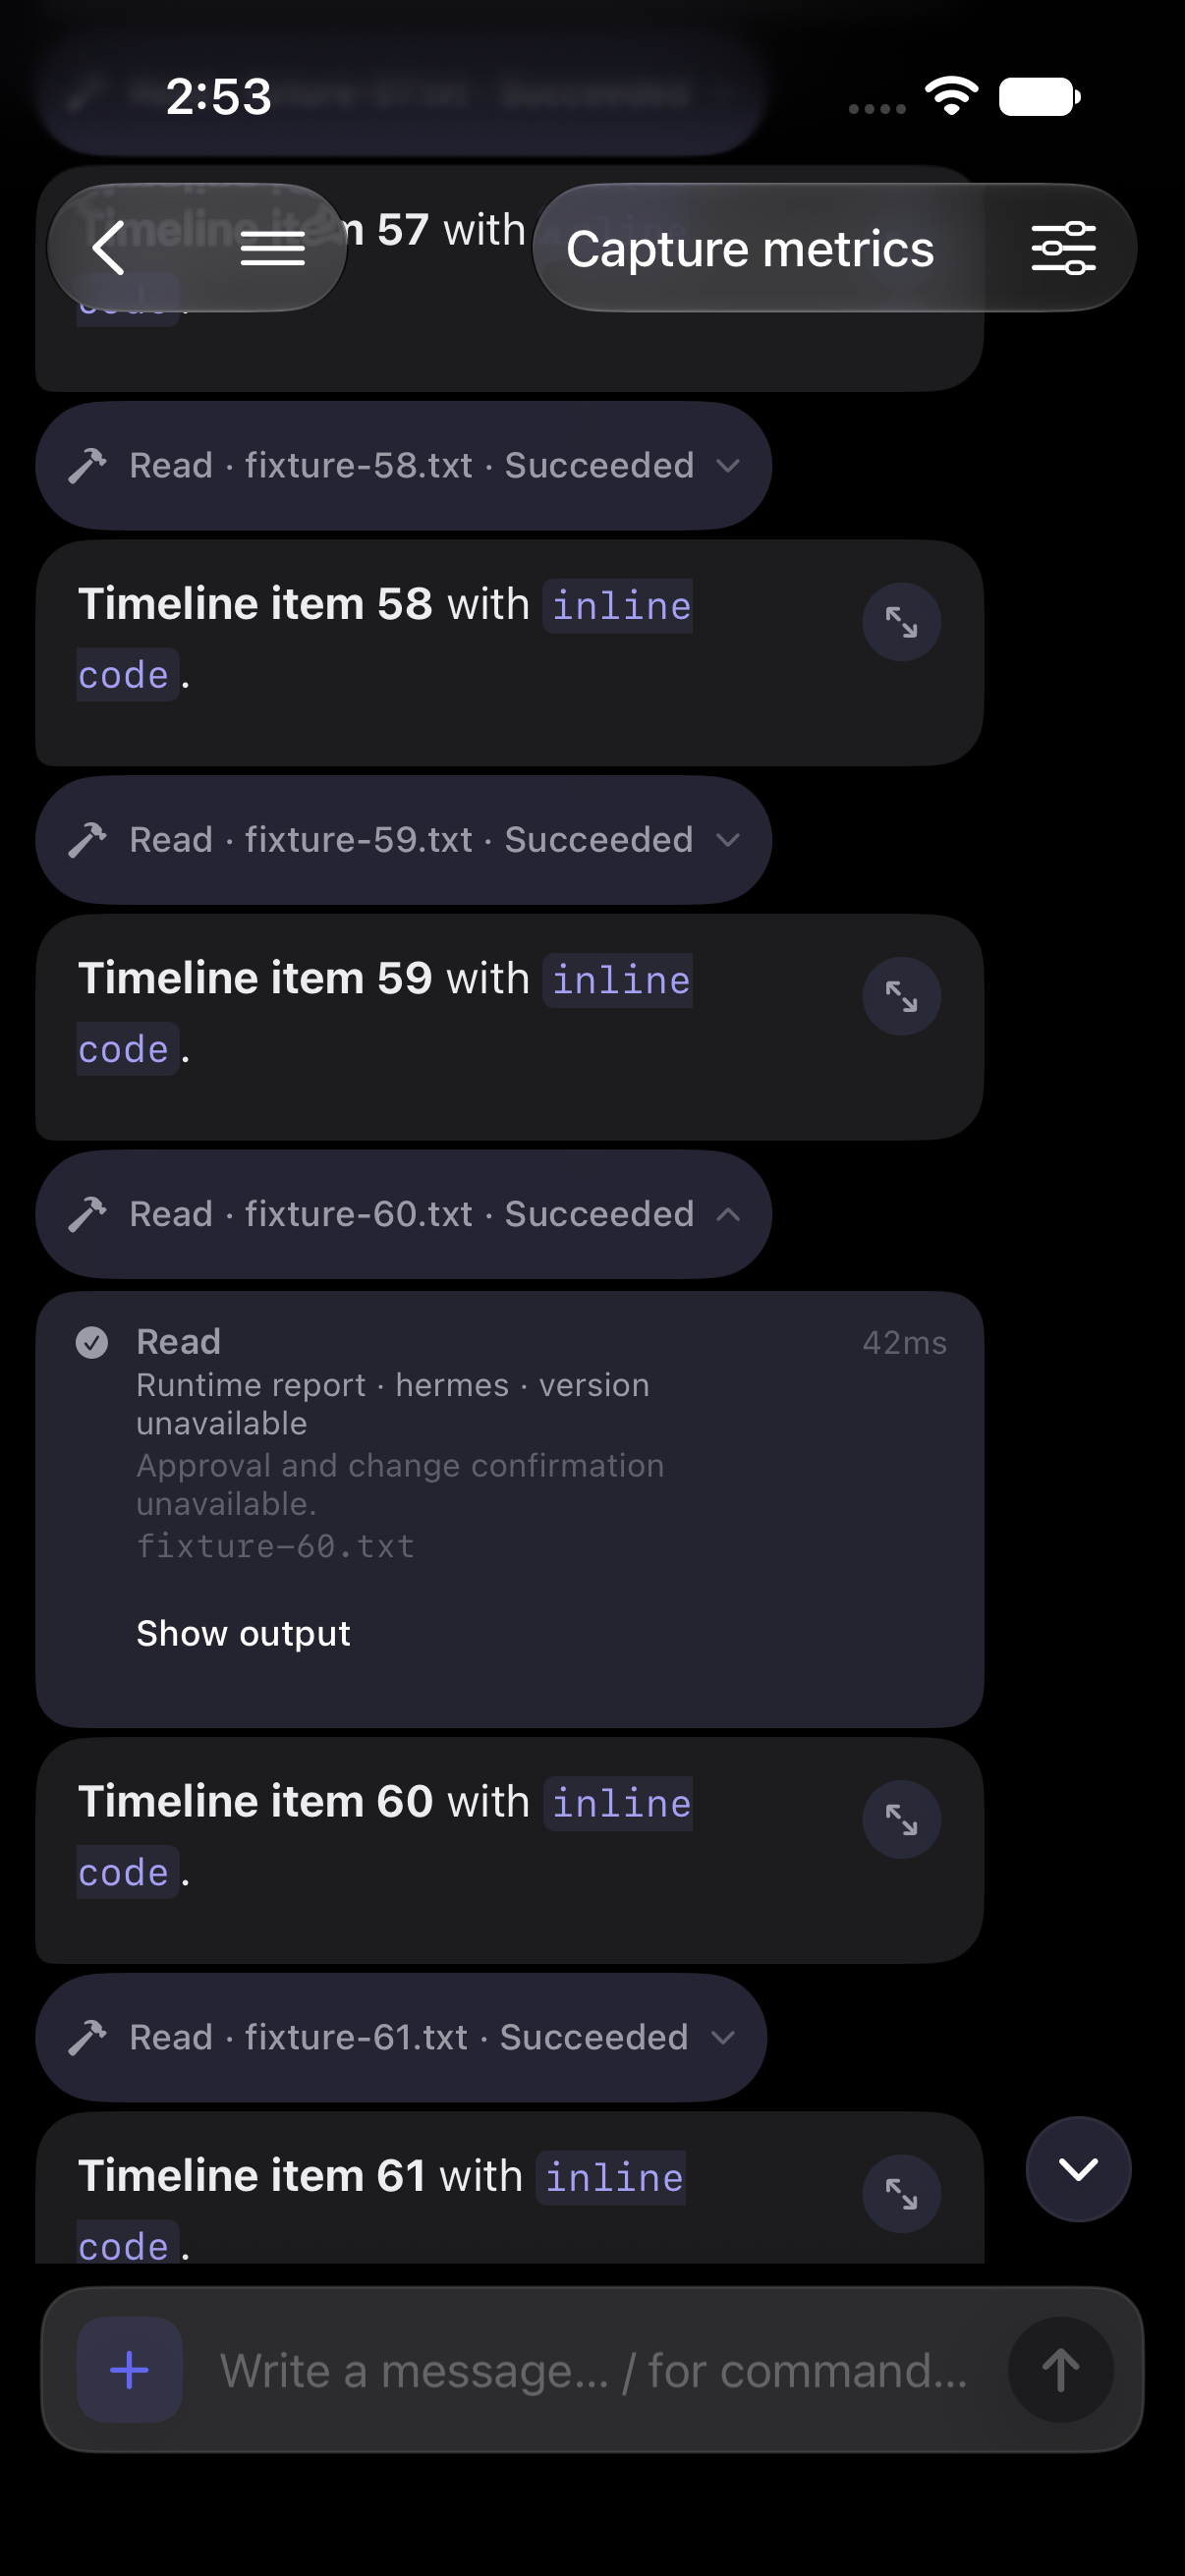 2:53
Timeline item 57 with
Capture metrics
code.
Read · fixture-58.txt · Succeeded
Timeline item 58 with inline
code.
Read · fixture-59.txt · Succeeded
Timeline item 59 with inline
code.
Read · fixture-60.txt · Succeeded
Read 42ms
Runtime report · hermes · version
unavailable
Approval and change confirmation
unavailable.
fixture-60.txt
Show output
Timeline item 60 with inline
code.
Read · fixture-61.txt · Succeeded
Timeline item 61 with inline
code.
Write a message... / for command...